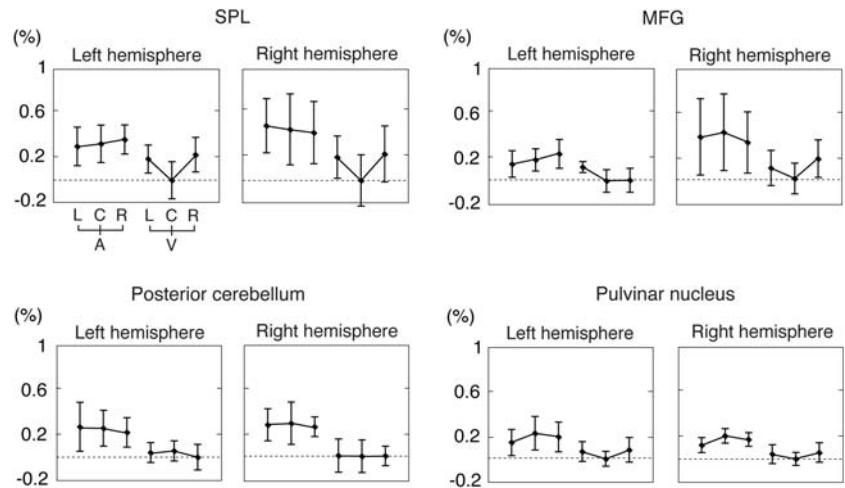 SPL
(%)
Left hemisphere
Right hemisphere
1
0.6
0.2
-0.2
L C R L C R
A V
MFG
(%)
Left hemisphere
Right hemisphere
1
0.6
0.2
-0.2
Posterior cerebellum
(%)
Left hemisphere
Right hemisphere
1
0.6
0.2
-0.2
Pulvinar nucleus
(%)
Left hemisphere
Right hemisphere
1
0.6
0.2
-0.2